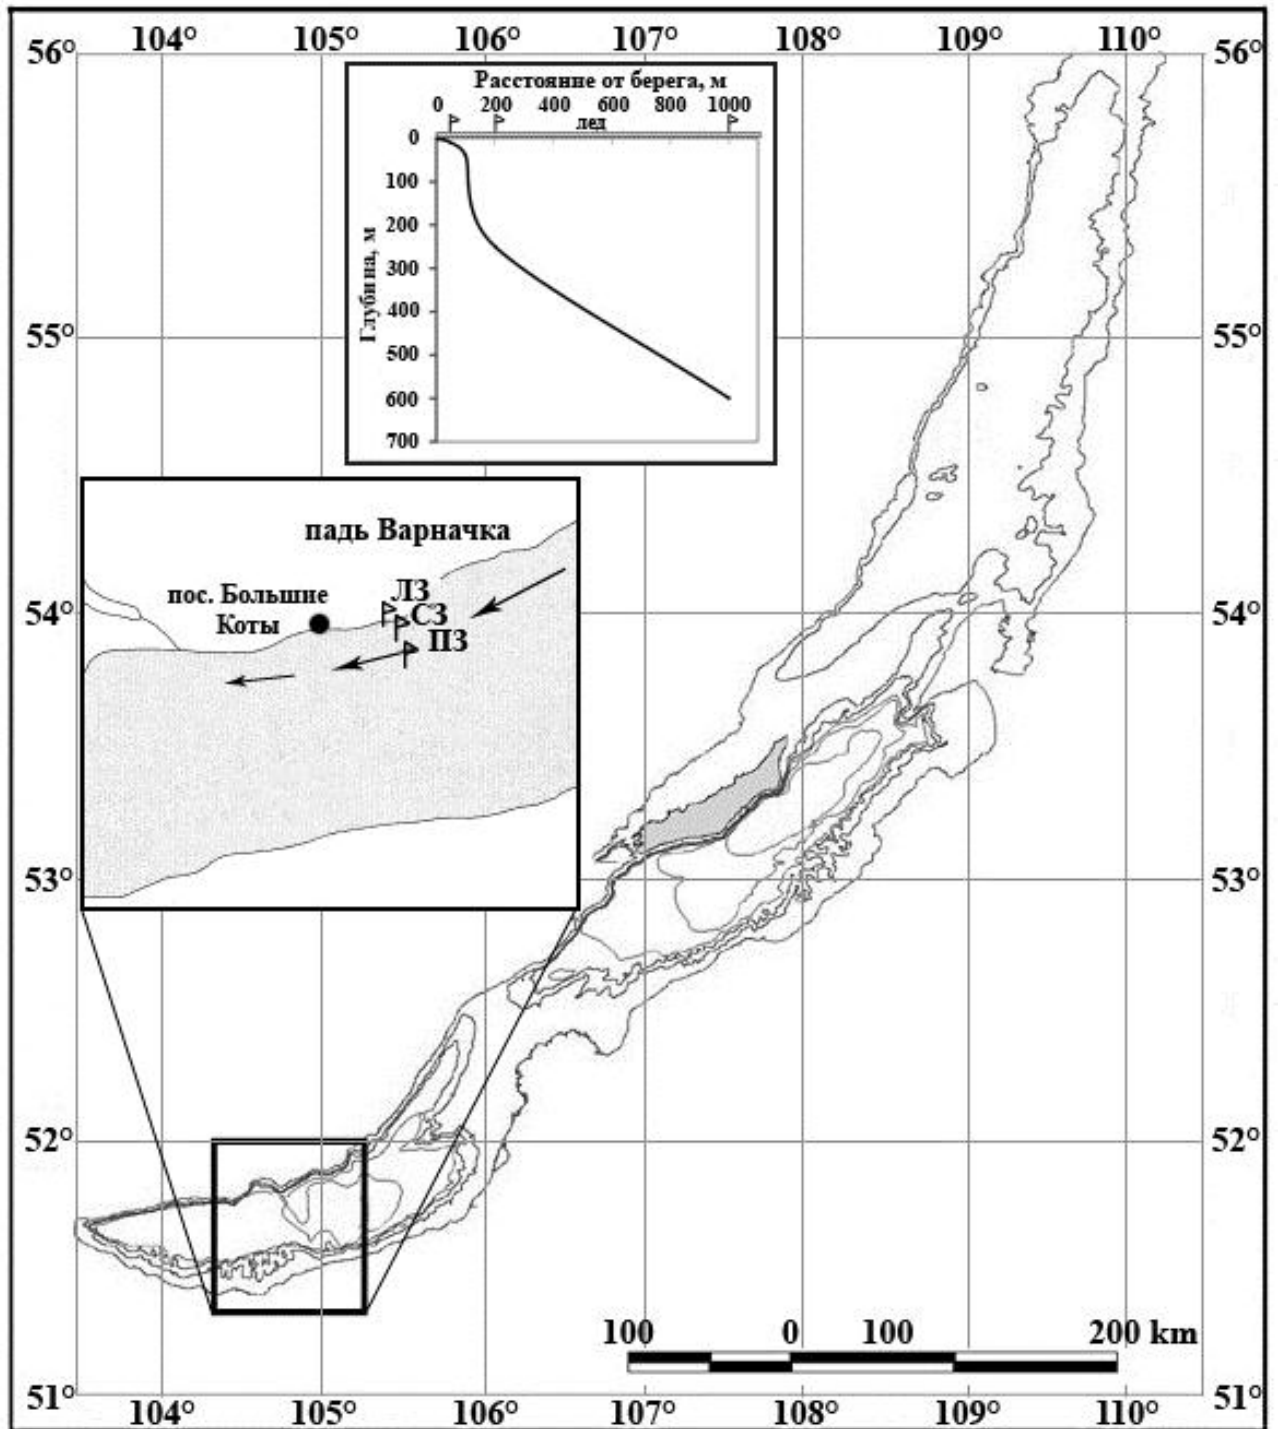 104° 105° 106° 107° 108° 109° 110°
56° 56°
Расстояние от берега, м
0 200 400 600 800 1000
лед
0
100
200
300
400
500
600
700
Глубина, м
55° 55°
падь Варначка
пос. Большие
Коты
ЛЗ
СЗ
ПЗ
54° 54°
53° 53°
52° 52°
100 0 100 200 km
51° 51°
104° 105° 106° 107° 108° 109° 110°